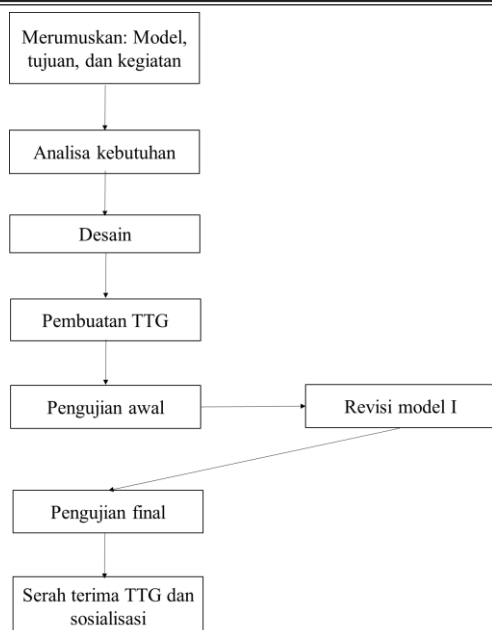 Merumuskan: Model,
tujuan, dan kegiatan
Analisa kebutuhan
Desain
Pembuatan TTG
Pengujian awal
Revisi model I
Pengujian final
Serah terima TTG dan
sosialisasi